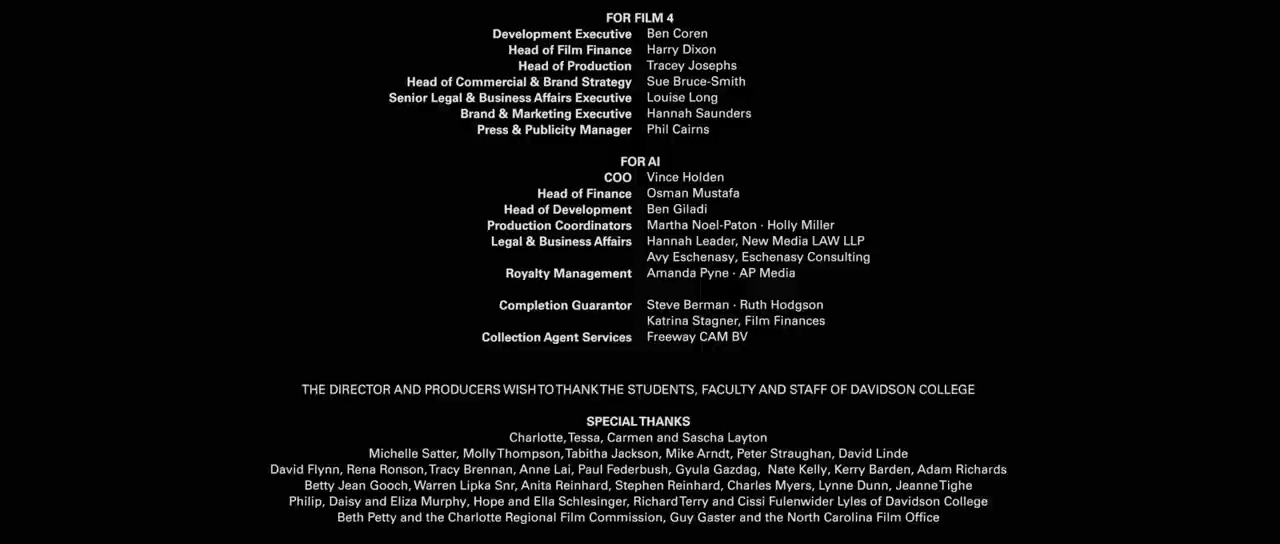 FOR FILM 4
Development Executive Ben Coren
Head of Film Finance Harry Dixon
Head of Production Tracey Josephs
Head of Commercial & Brand Strategy Sue Bruce-Smith
Senior Legal & Business Affairs Executive Louise Long
Brand & Marketing Executive Hannah Saunders
Press & Publicity Manager Phil Cairns
FOR AI
COO Vince Holden
Head of Finance Osman Mustafa
Head of Development Ben Giladi
Production Coordinators Martha Noel-Paton · Holly Miller
Legal & Business Affairs Hannah Leader, New Media LAW LLP
Avy Eschenasy, Eschenasy Consulting
Royalty Management Amanda Pyne · AP Media
Completion Guarantor Steve Berman · Ruth Hodgson
Katrina Stagner, Film Finances
Collection Agent Services Freeway CAM BV
THE DIRECTOR AND PRODUCERS WISH TO THANK THE STUDENTS, FACULTY AND STAFF OF DAVIDSON COLLEGE
SPECIAL THANKS
Charlotte, Tessa, Carmen and Sascha Layton
Michelle Satter, Molly Thompson, Tabitha Jackson, Mike Arndt, Peter Straughan, David Linde
David Flynn, Rena Ronson, Tracy Brennan, Anne Lai, Paul Federbush, Gyula Gazdag, Nate Kelly, Kerry Barden, Adam Richards
Betty Jean Gooch, Warren Lipka Snr, Anita Reinhard, Stephen Reinhard, Charles Myers, Lynne Dunn, Jeanne Tighe
Philip, Daisy and Eliza Murphy, Hope and Ella Schlesinger, Richard Terry and Cissi Fulenwider Lyles of Davidson College
Beth Petty and the Charlotte Regional Film Commission, Guy Gaster and the North Carolina Film Office